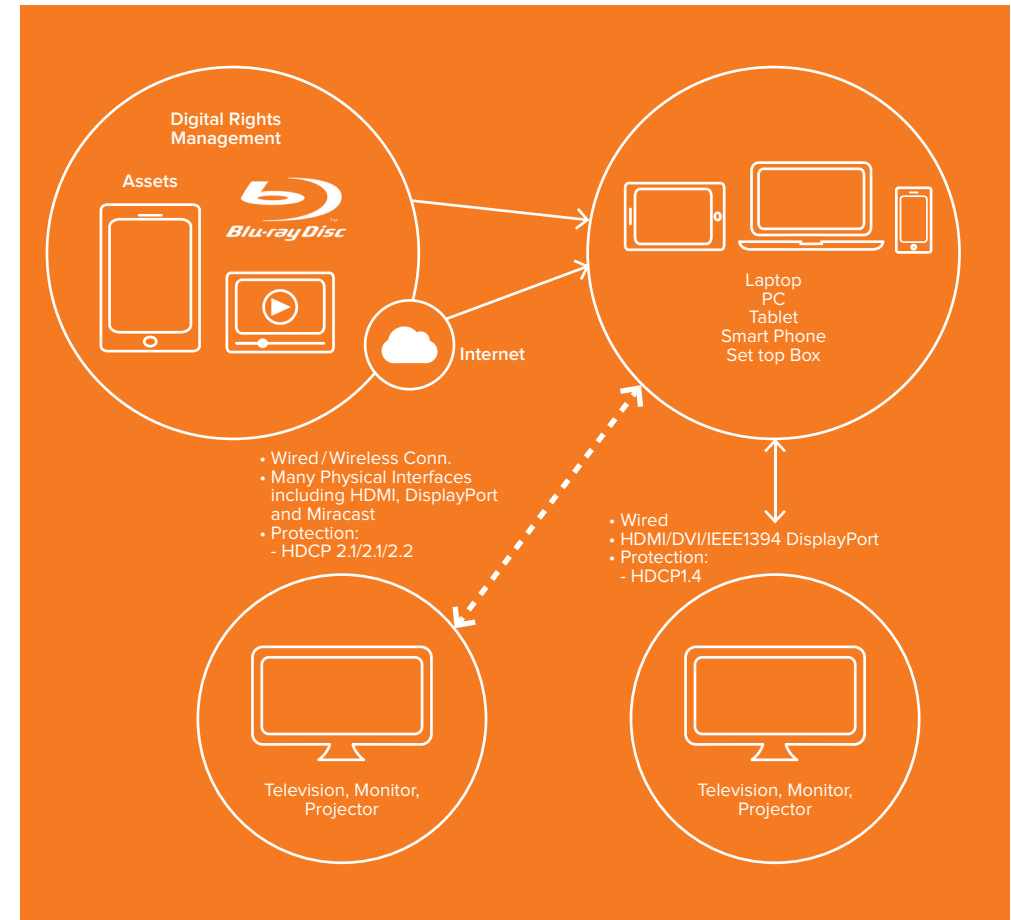 Digital Rights
Management
Assets
Blu-ray Disc
TM
Internet
Laptop
PC
Tablet
Smart Phone
Set top Box
• Wired/Wireless Conn.
• Many Physical Interfaces
including HDMI, DisplayPort
and Miracast
• Protection:
- HDCP 2.1/2.1/2.2
• Wired
• HDMI/DVI/IEEE1394 DisplayPort
• Protection:
- HDCP1.4
Television, Monitor,
Projector
Television, Monitor,
Projector